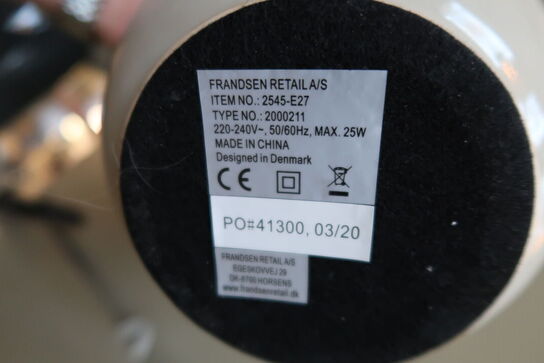 FRANDSEN RETAIL A/S
ITEM NO.: 2545-E27
TYPE NO.: 2000211
220-240V~, 50/60Hz, MAX. 25W
MADE IN CHINA
Designed in Denmark
CE
PO#41300, 03/20
FRANDSEN RETAIL A/S
EGESKOVVEJ 29
DK-8700 HORSENS
www.frandsenretail.dk